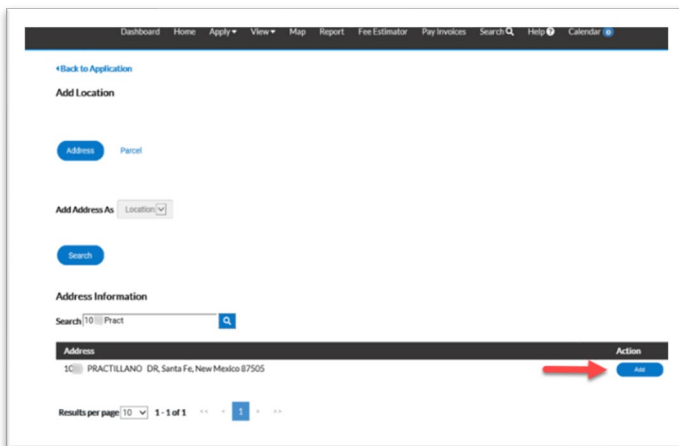 Dashboard Home Apply View Map Report Fee Estimator Pay Invoices Search Help Calendar 0
Back to Application
Add Location
Address Parcel
Add Address As Location
Search
Address Information
Search 10 Pract
Address Action
10 PRACTILLANO DR, Santa Fe, New Mexico 87505 Add
Results per page 10 1 - 1 of 1 << < 1 > >>